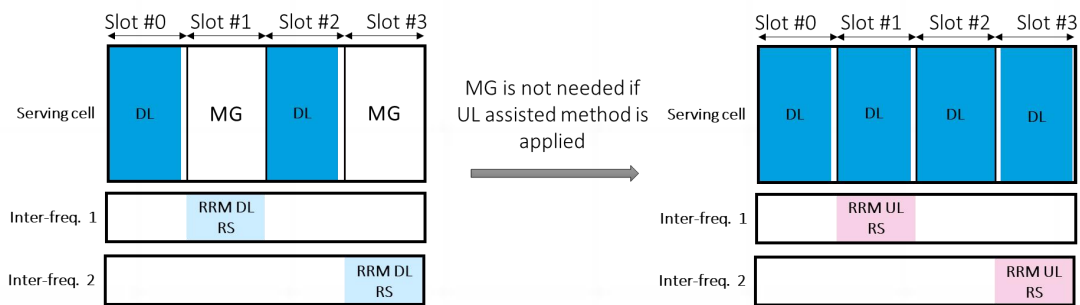 Slot #0 Slot #1 Slot #2 Slot #3
Serving cell
DL
MG
DL
MG
Inter-freq. 1
RRM DL
RS
Inter-freq. 2
RRM DL
RS
MG is not needed if
UL assisted method is
applied
Slot #0 Slot #1 Slot #2 Slot #3
Serving cell
DL
DL
DL
DL
Inter-freq. 1
RRM UL
RS
Inter-freq. 2
RRM UL
RS